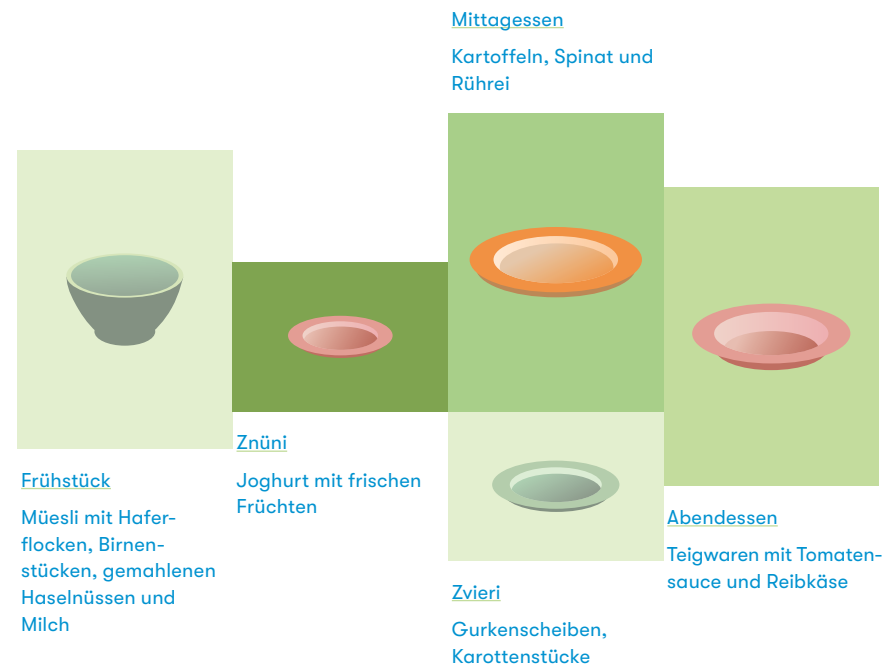 Frühstück
Müesli mit Hafer-
flocken, Birnen-
stücken, gemahlenen
Haselnüssen und
Milch
Znüni
Joghurt mit frischen
Früchten
Mittagessen
Kartoffeln, Spinat und
Rührei
Zvieri
Gurkenscheiben,
Karottenstücke
Abendessen
Teigwaren mit Tomaten-
sauce und Reibkäse